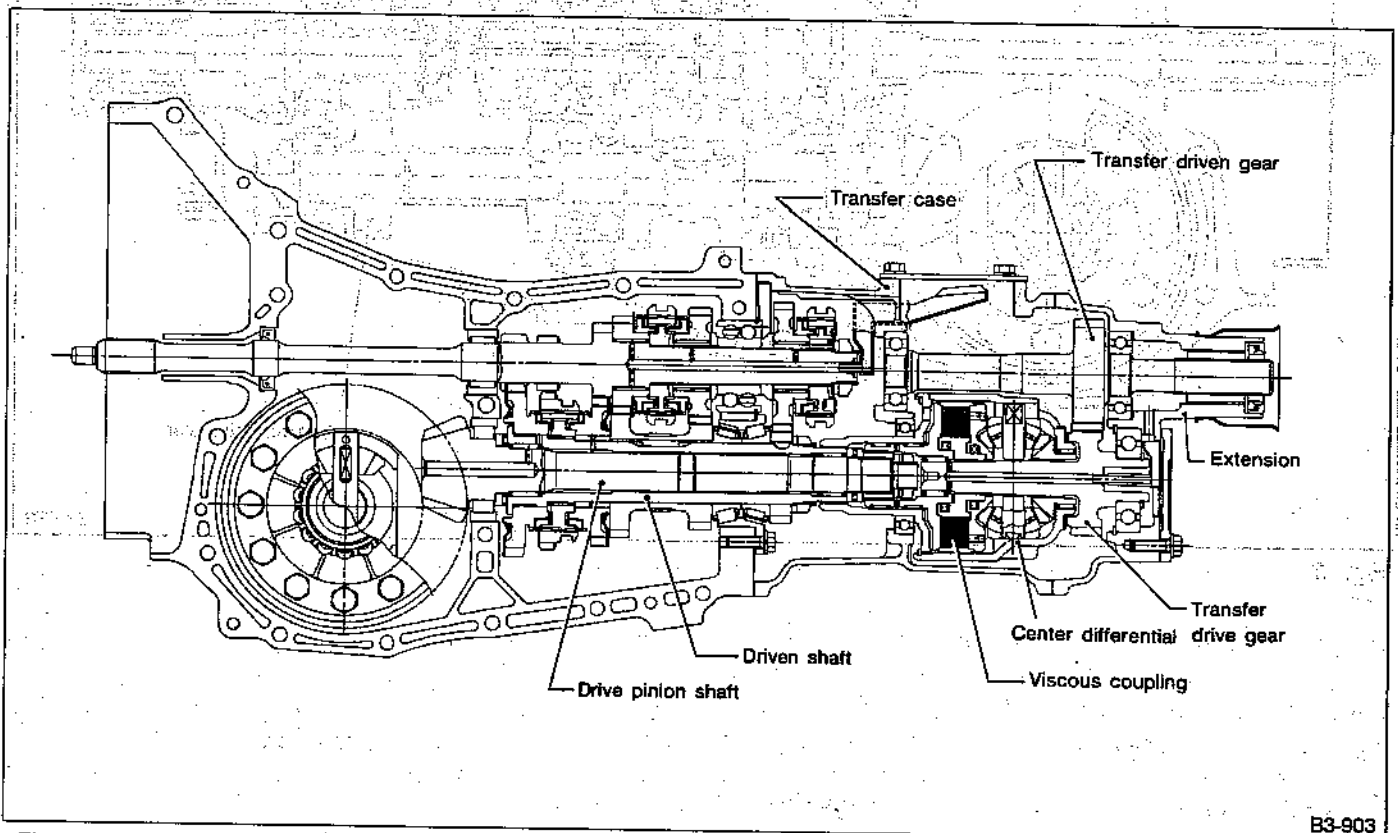 Transfer driven gear
Transfer case
Extension
Transfer
Center differential drive gear
Driven shaft
Viscous coupling
Drive pinion shaft
B3-903